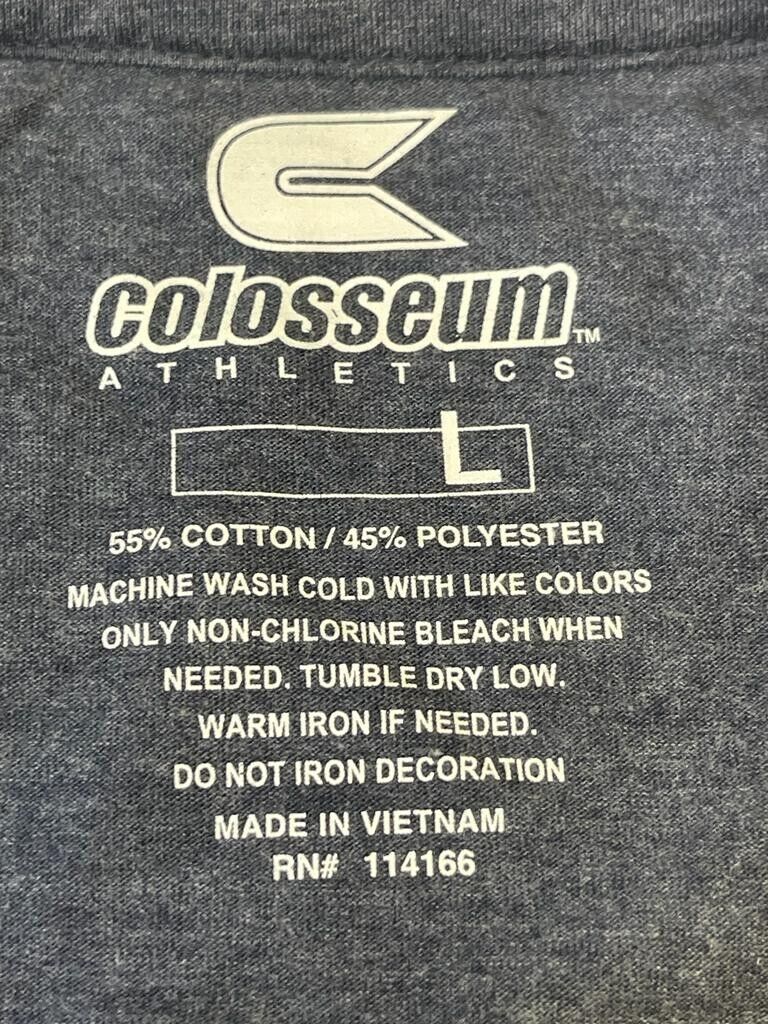 colosseum™
ATHLETICS
L
55% COTTON / 45% POLYESTER
MACHINE WASH COLD WITH LIKE COLORS
ONLY NON-CHLORINE BLEACH WHEN
NEEDED. TUMBLE DRY LOW.
WARM IRON IF NEEDED.
DO NOT IRON DECORATION
MADE IN VIETNAM
RN# 114166